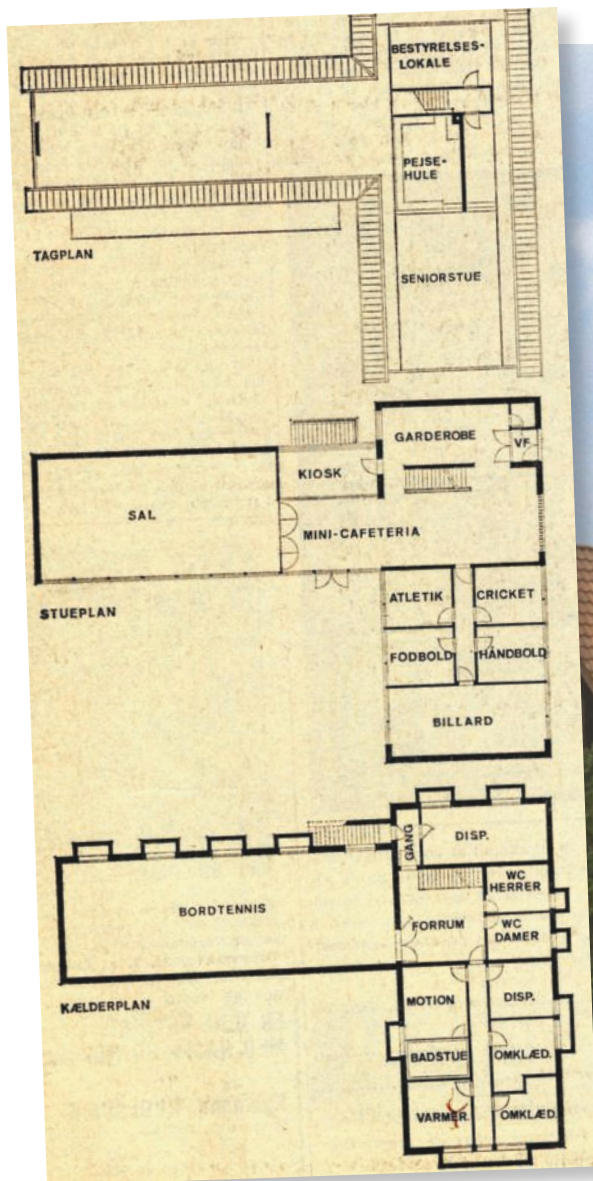 BESTYRELSES-
LOKALE
PEJSE-
HULE
TAGPLAN
SENIORSTUE
GARDEROBE
VF.
KIOSK
SAL
MINI-CAFETERIA
STUEPLAN
ATLETIK
CRICKET
FODBOLD
HÅNDBOLD
BILLARD
GANG
DISP.
WC
HERRER
BORDTENNIS
FORRUM
WC
DAMER
KÆLDERPLAN
MOTION
DISP.
BADSTUE
OMKLÆD.
VARMER.
OMKLÆD.